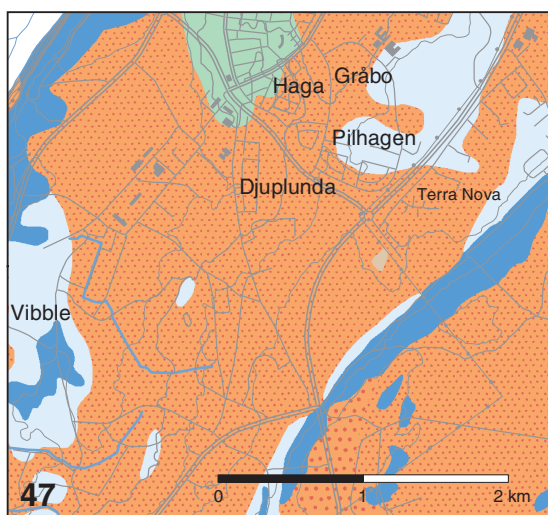 Haga
Gråbo
Pilhagen
Djuplunda
Terra Nova
Vibble
47
0 1 2 km